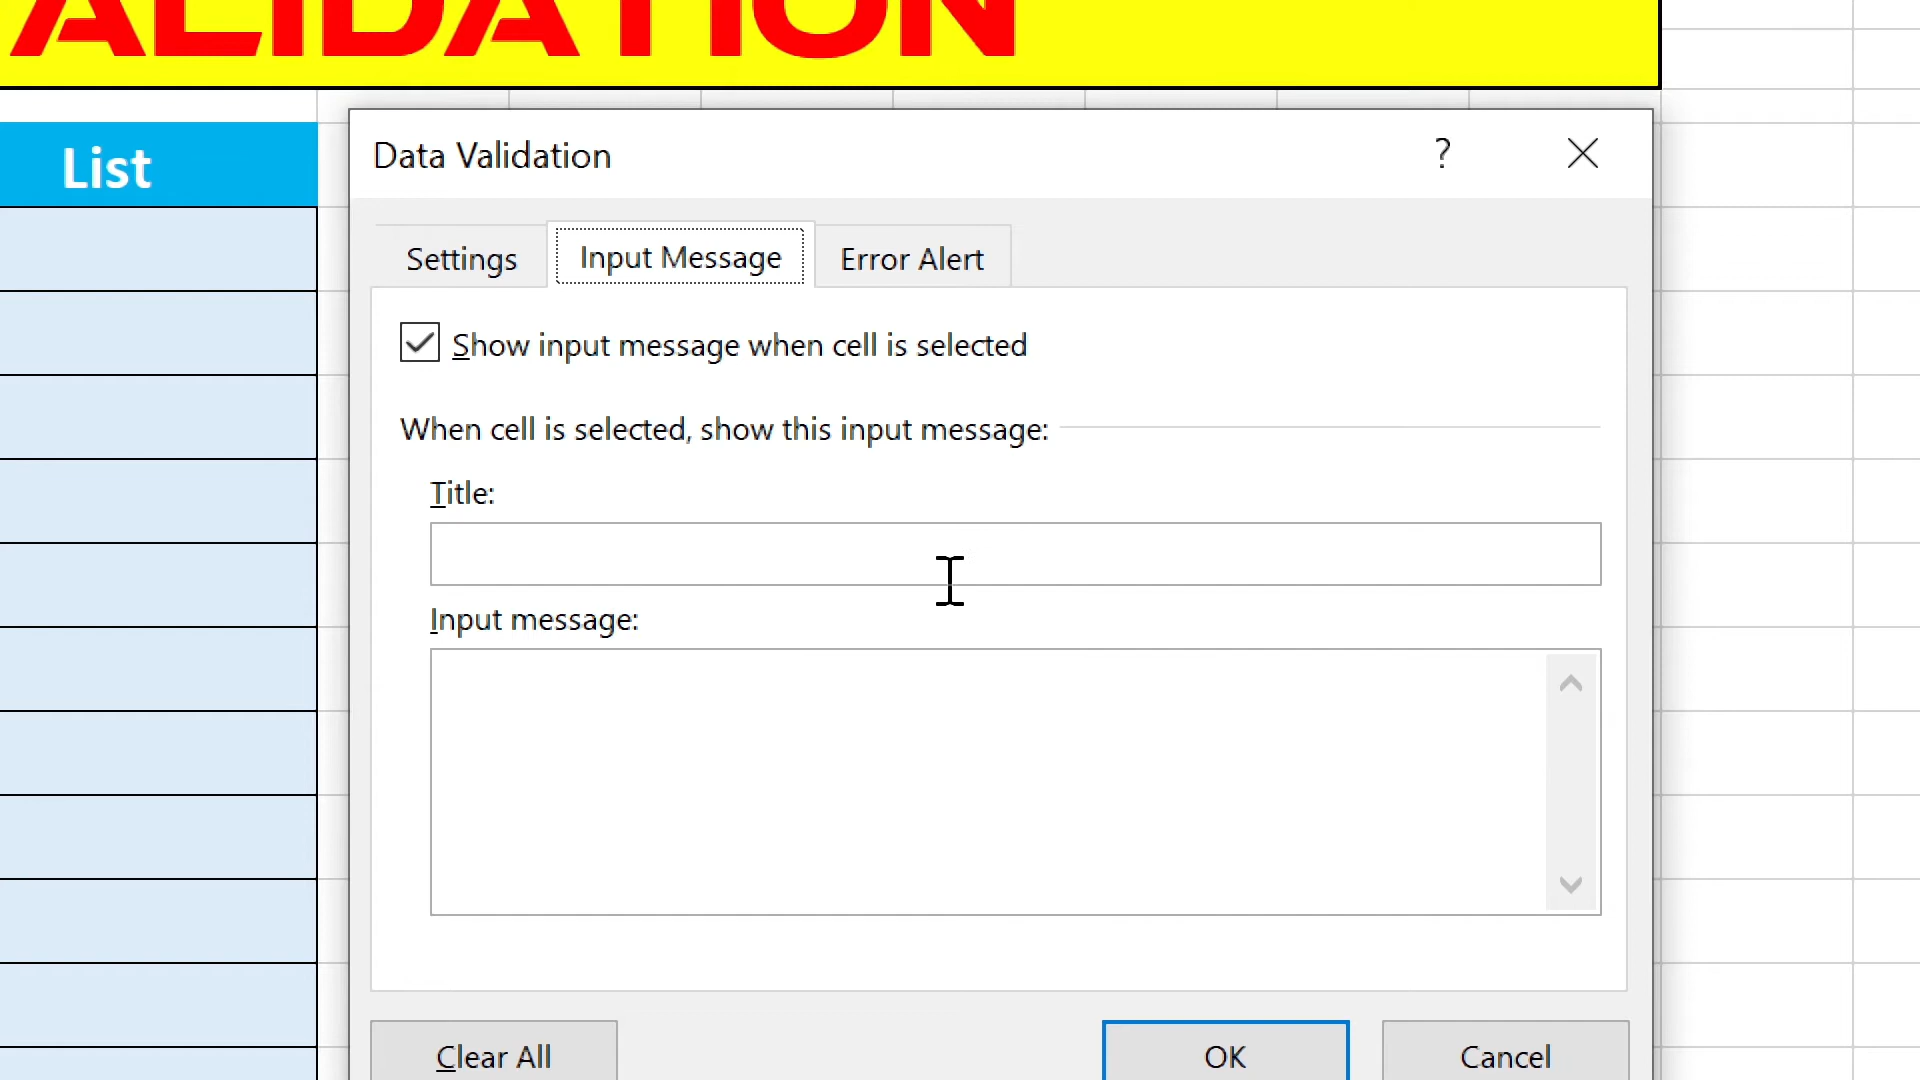 ALIDATION
List
Data Validation
?
Settings
Input Message
Error Alert
Show input message when cell is selected
When cell is selected, show this input message:
Title:
Input message:
Clear All
OK
Cancel